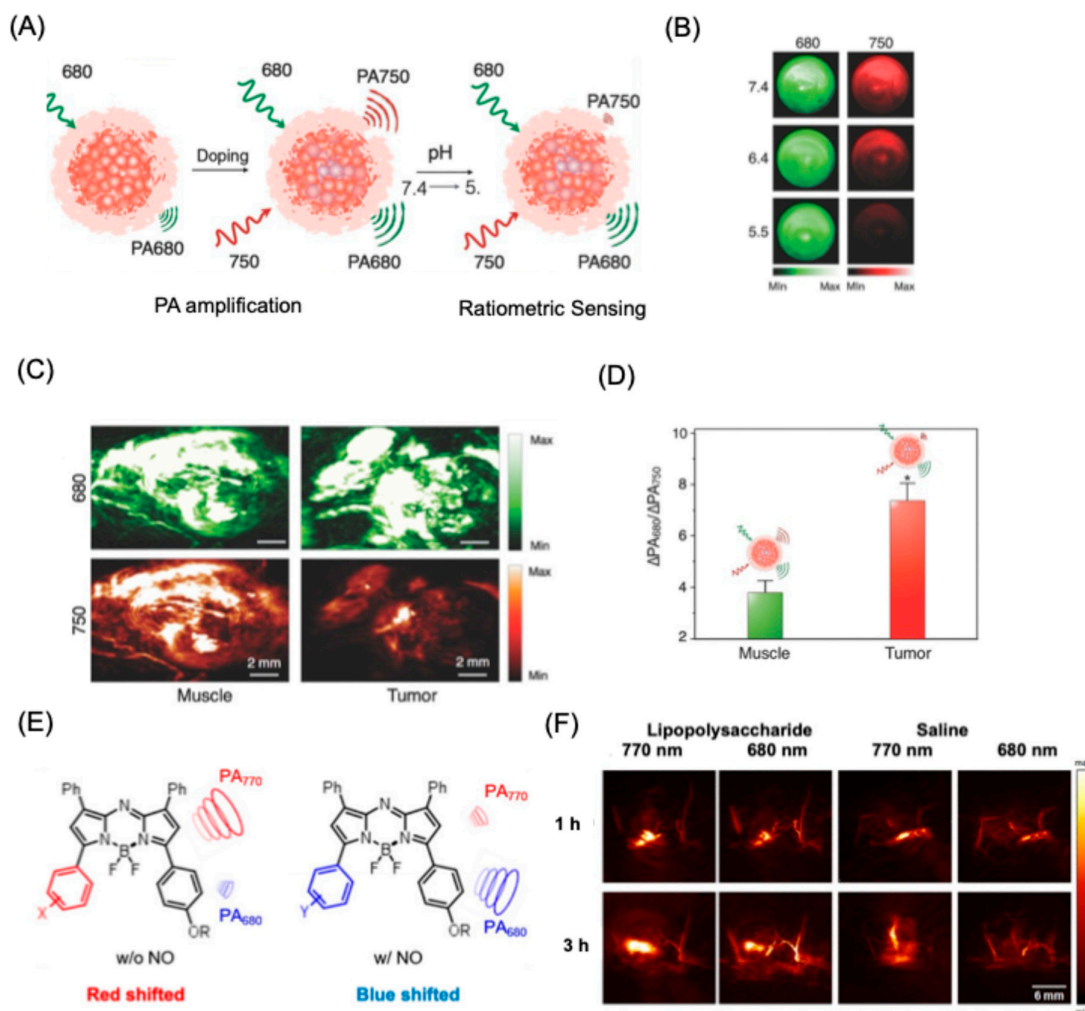 (A)
680
680
PA750
680
PA750
Doping
pH
7.4 → 5.
PA680
750
PA680
750
PA680
PA amplification
Ratiometric Sensing
(B)
680
750
7.4
6.4
5.5
MIn
Max
MIn
Max
(C)
680
Max
Min
750
Max
Min
2 mm
2 mm
Muscle
Tumor
(D)
ΔPA680/ΔPA750
10
8
6
4
2
*
Muscle
Tumor
(E)
Ph
N
Ph
PA770
N
B
N
F
F
X
OR
PA680
w/o NO
Red shifted
Ph
N
Ph
PA770
N
B
N
F
F
Y
OR
PA680
w/ NO
Blue shifted
(F)
Lipopolysaccharide
Saline
770 nm
680 nm
770 nm
680 nm
1 h
3 h
6 mm